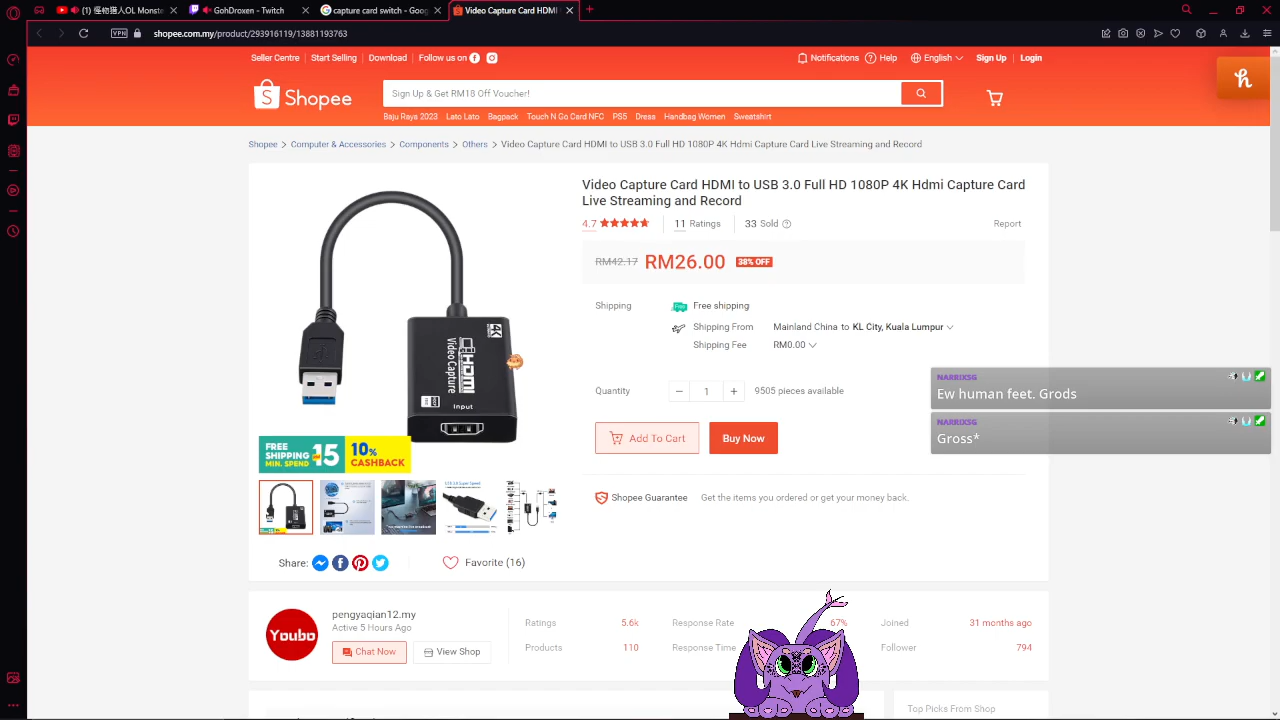 (1) 怪物獲人OL Monste
GohDroxen - Twitch
capture card switch - Goog
Video Capture Card HDMI t
VPN
shopee.com.my/product/293916119/13881193763
Seller Centre
Start Selling
Download
Follow us on
Notifications
Help
English
Sign Up
Login
Shopee
Sign Up & Get RM18 Off Voucher!
Baju Raya 2023
Lato Lato
Bagpack
Touch N Go Card NFC
PS5
Dress
Handbag Women
Sweatshirt
Shopee
Computer & Accessories
Components
Others
Video Capture Card HDMI to USB 3.0 Full HD 1080P 4K Hdmi Capture Card Live Streaming and Record
Video Capture Card HDMI to USB 3.0 Full HD 1080P 4K Hdmi Capture Card
Live Streaming and Record
4.7
11 Ratings
33 Sold
Report
RM42.17
RM26.00
38% OFF
Shipping
Free shipping
Shipping From
Mainland China to KL City, Kuala Lumpur
Shipping Fee
RM0.00
Quantity
1
9505 pieces available
Add To Cart
Buy Now
Shopee Guarantee
Get the items you ordered or get your money back.
4K
HDMI
Video Capture
Input
FREE
SHIPPING
MIN. SPEND
15
10%
CASHBACK
Share:
Favorite (16)
NARRIXSG
Ew human feet. Grods
NARRIXSG
Gross*
Youbo
pengyaqian12.my
Active 5 Hours Ago
Chat Now
View Shop
Ratings
5.6k
Products
110
Response Rate
67%
Response Time
Joined
31 months ago
Follower
794
Top Picks From Shop